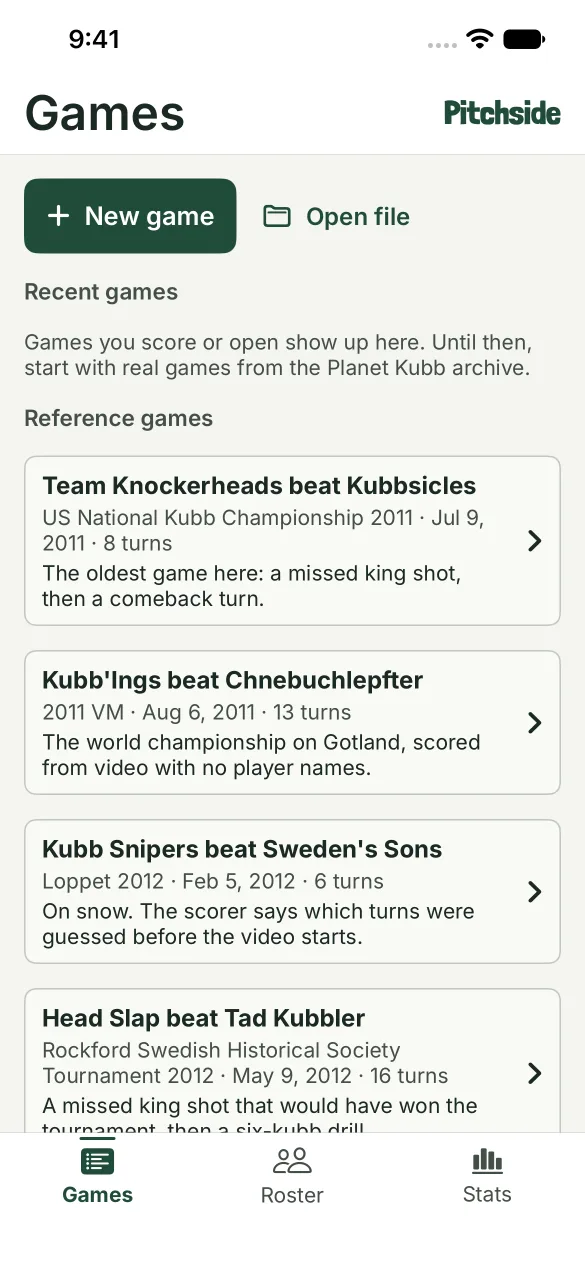 9:41
Games
Pitchside
New game
Open file
Recent games
Games you score or open show up here. Until then,
start with real games from the Planet Kubb archive.
Reference games
Team Knockerheads beat Kubbsicles
US National Kubb Championship 2011 · Jul 9,
2011 · 8 turns
The oldest game here: a missed king shot,
then a comeback turn.
Kubb'Ings beat Chnebuchlepfter
2011 VM · Aug 6, 2011 · 13 turns
The world championship on Gotland, scored
from video with no player names.
Kubb Snipers beat Sweden's Sons
Loppet 2012 · Feb 5, 2012 · 6 turns
On snow. The scorer says which turns were
guessed before the video starts.
Head Slap beat Tad Kubbler
Rockford Swedish Historical Society
Tournament 2012 · May 9, 2012 · 16 turns
A missed king shot that would have won the
tournament, then a six-kubb drill
Games
Roster
Stats